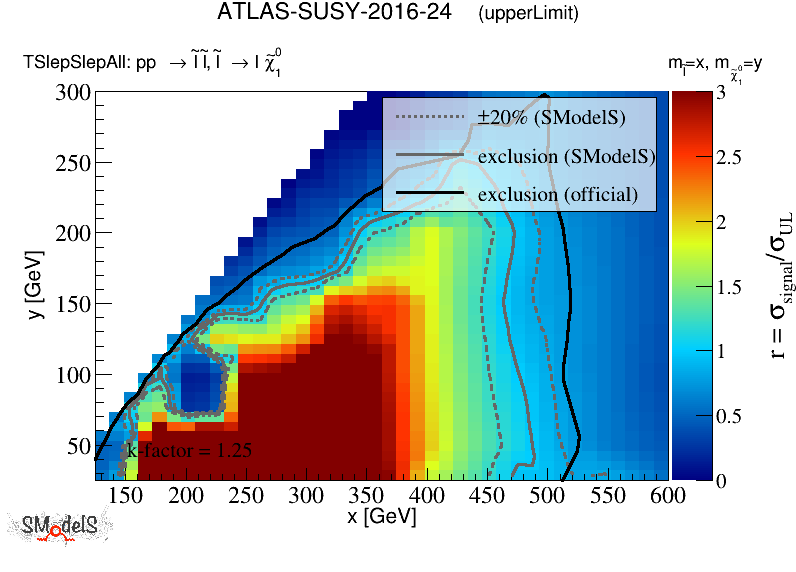 ATLAS-SUSY-2016-24 (upperLimit)
TSlepSlepAll: pp → l̃ l̃, l̃ → l χ̃₁⁰
m_l̃=x, m_χ̃₁⁰=y
±20% (SModelS)
exclusion (SModelS)
exclusion (official)
k-factor = 1.25
300
250
200
150
100
50
y [GeV]
150 200 250 300 350 400 450 500 550 600
x [GeV]
3
2.5
2
1.5
1
0.5
0
r = σ_signal/σ_UL
SModelS